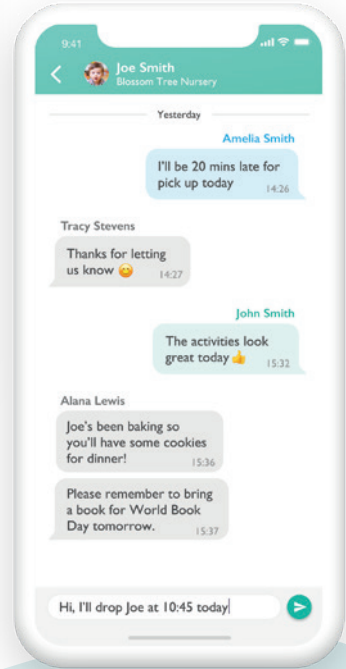 9:41
Joe Smith
Blossom Tree Nursery
Yesterday
Amelia Smith
I'll be 20 mins late for
pick up today
14:26
Tracy Stevens
Thanks for letting
us know 😊
14:27
John Smith
The activities look
great today 👍
15:32
Alana Lewis
Joe's been baking so
you'll have some cookies
for dinner!
15:36
Please remember to bring
a book for World Book
Day tomorrow.
15:37
Hi, I'll drop Joe at 10:45 today